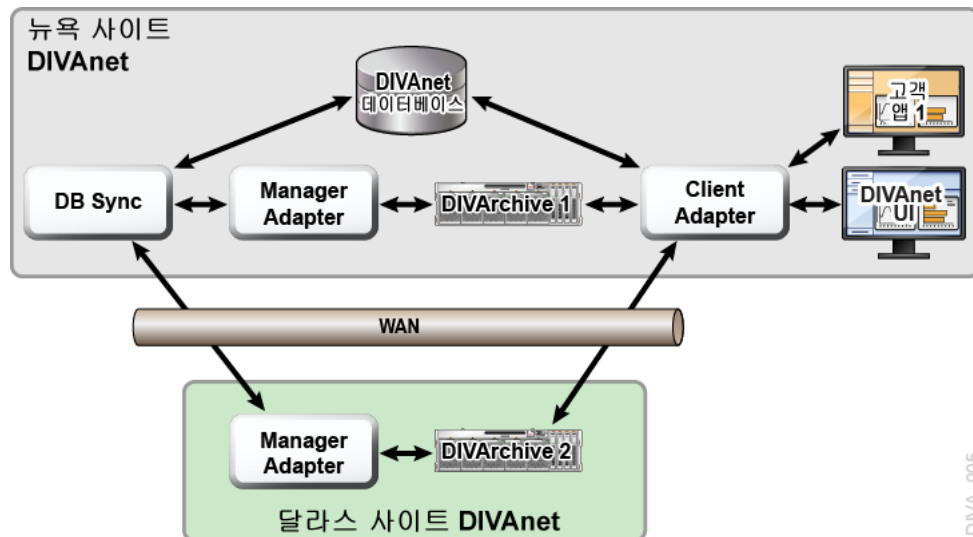 뉴욕 사이트
DIVAnet
DIVAnet
데이터베이스
고객
앱 1
DB Sync
Manager
Adapter
DIVArchive 1
Client
Adapter
DIVAnet
UI
WAN
Manager
Adapter
DIVArchive 2
달라스 사이트 DIVAnet
DIVA_005